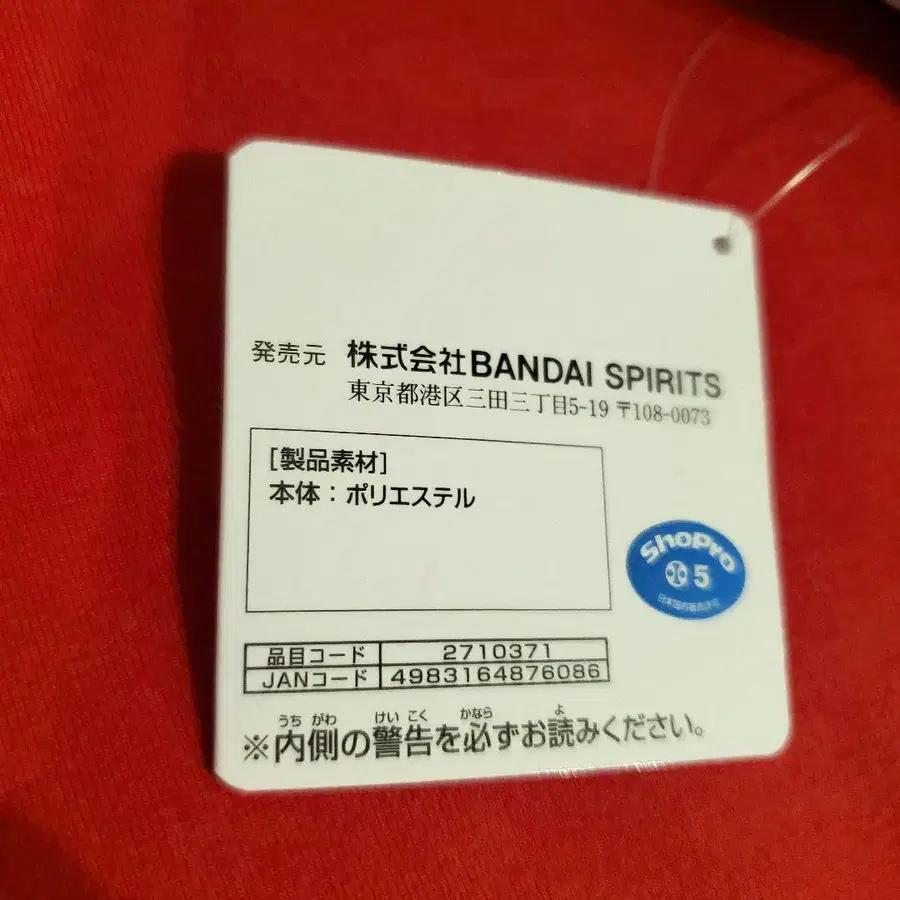 発売元 株式会社BANDAI SPIRITS
東京都港区三田三丁目5-19 〒108-0073
[製品素材]
本体：ポリエステル
ShoPro
小5
品目コード 2710371
JANコード 4983164876086
うち がわ けい こく かなら よ
※内側の警告を必ずお読みください。